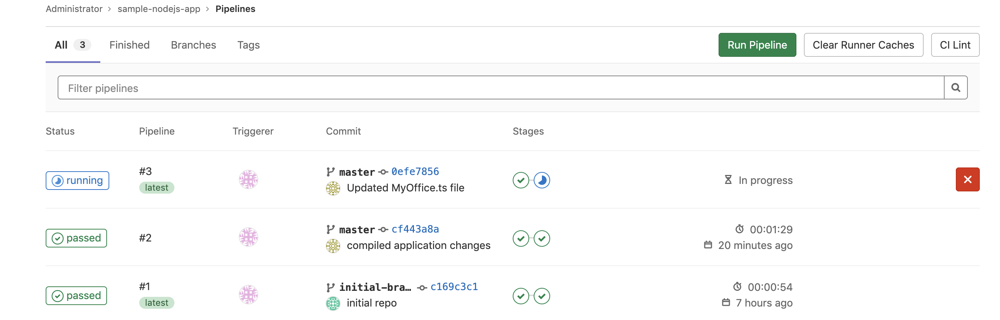 Administrator > sample-nodejs-app > Pipelines
All 3 Finished Branches Tags Run Pipeline Clear Runner Caches CI Lint
Filter pipelines
Status Pipeline Triggerer Commit Stages
running #3 latest master 0efe7856 In progress
Updated MyOffice.ts file
passed #2 master cf443a8a 00:01:29
compiled application changes 20 minutes ago
passed #1 latest initial-bra… c169c3c1 00:00:54
initial repo 7 hours ago